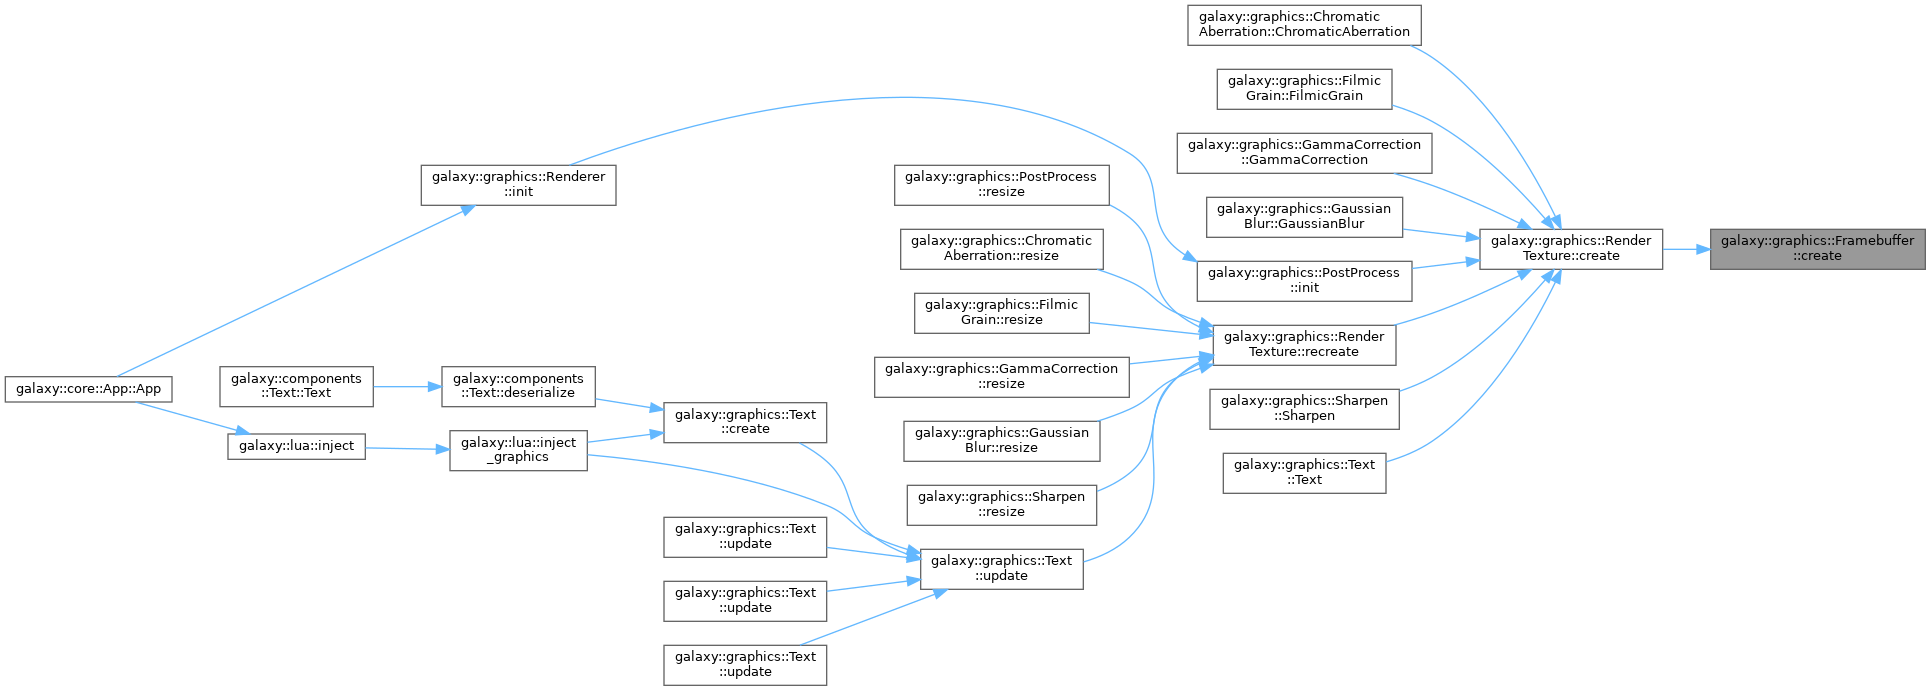 galaxy::graphics::Chromatic
Aberration::ChromaticAberration
galaxy::graphics::Filmic
Grain::FilmicGrain
galaxy::graphics::GammaCorrection
::GammaCorrection
galaxy::graphics::Renderer
::init
galaxy::graphics::PostProcess
::resize
galaxy::graphics::Gaussian
Blur::GaussianBlur
galaxy::graphics::Chromatic
Aberration::resize
galaxy::graphics::Render
Texture::create
galaxy::graphics::Framebuffer
::create
galaxy::graphics::PostProcess
::init
galaxy::graphics::Filmic
Grain::resize
galaxy::graphics::Render
Texture::recreate
galaxy::graphics::GammaCorrection
::resize
galaxy::core::App::App
galaxy::components
::Text::Text
galaxy::components
::Text::deserialize
galaxy::graphics::Sharpen
::Sharpen
galaxy::graphics::Text
::create
galaxy::graphics::Gaussian
Blur::resize
galaxy::lua::inject
galaxy::lua::inject
_graphics
galaxy::graphics::Text
::Text
galaxy::graphics::Sharpen
::resize
galaxy::graphics::Text
::update
galaxy::graphics::Text
::update
galaxy::graphics::Text
::update
galaxy::graphics::Text
::update